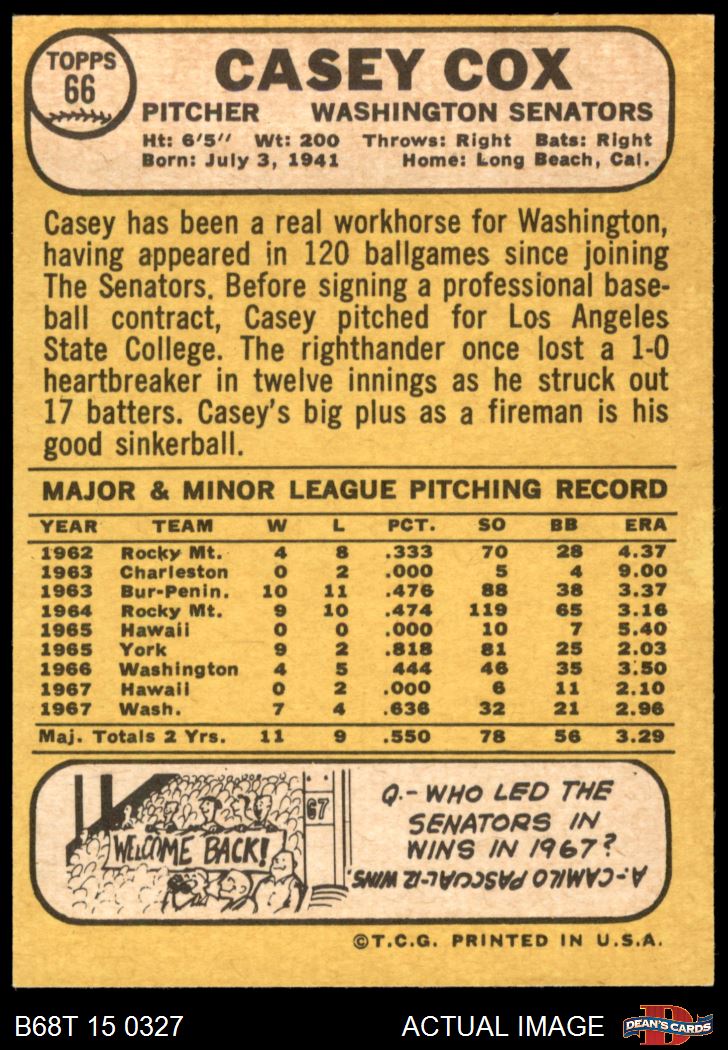 TOPPS
66
CASEY COX
PITCHER WASHINGTON SENATORS
Ht: 6'5" Wt: 200 Throws: Right Bats: Right
Born: July 3, 1941 Home: Long Beach, Cal.
Casey has been a real workhorse for Washington,
having appeared in 120 ballgames since joining
The Senators. Before signing a professional base-
ball contract, Casey pitched for Los Angeles
State College. The righthander once lost a 1-0
heartbreaker in twelve innings as he struck out
17 batters. Casey's big plus as a fireman is his
good sinkerball.
MAJOR & MINOR LEAGUE PITCHING RECORD
YEAR TEAM W L PCT. SO BB ERA
1962 Rocky Mt. 4 8 .333 70 28 4.37
1963 Charleston 0 2 .000 5 4 9.00
1963 Bur-Penin. 10 11 .476 88 38 3.37
1964 Rocky Mt. 9 10 .474 119 65 3.16
1965 Hawaii 0 0 .000 10 7 5.40
1965 York 9 2 .818 81 25 2.03
1966 Washington 4 5 444 46 35 3.50
1967 Hawaii 0 2 .000 6 11 2.10
1967 Wash. 7 4 .636 32 21 2.96
Maj. Totals 2 Yrs. 11 9 .550 78 56 3.29
67
WELCOME BACK!
Q.- WHO LED THE
SENATORS IN
WINS IN 1967?
A:-CAMILO PASCUAL-12 WINS.
©T.C.G. PRINTED IN U.S.A.
B68T 15 0327 ACTUAL IMAGE D DEAN'S CARDS